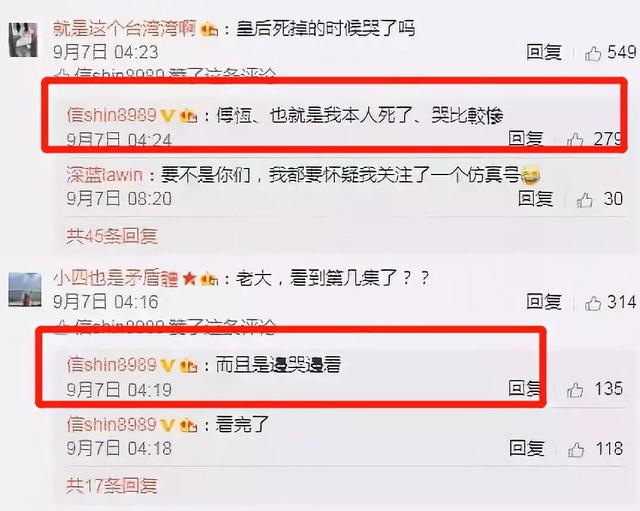 就是这个台湾湾啊：皇后死掉的时候哭了吗
9月7日 04:23 回复 549
信shin8989 赞了这条评论
信shin8989：傅恆、也就是我本人死了、哭比較慘
9月7日 04:24 回复 279
深蓝tawin：要不是你们，我都要怀疑我关注了一个仿真号😂
9月7日 08:20 回复 30
共45条回复
小四也是矛盾體：老大，看到第几集了？？
9月7日 04:16 回复 314
信shin8989 赞了这条评论
信shin8989：而且是邊哭邊看
9月7日 04:19 回复 135
信shin8989：看完了
9月7日 04:18 回复 118
共17条回复